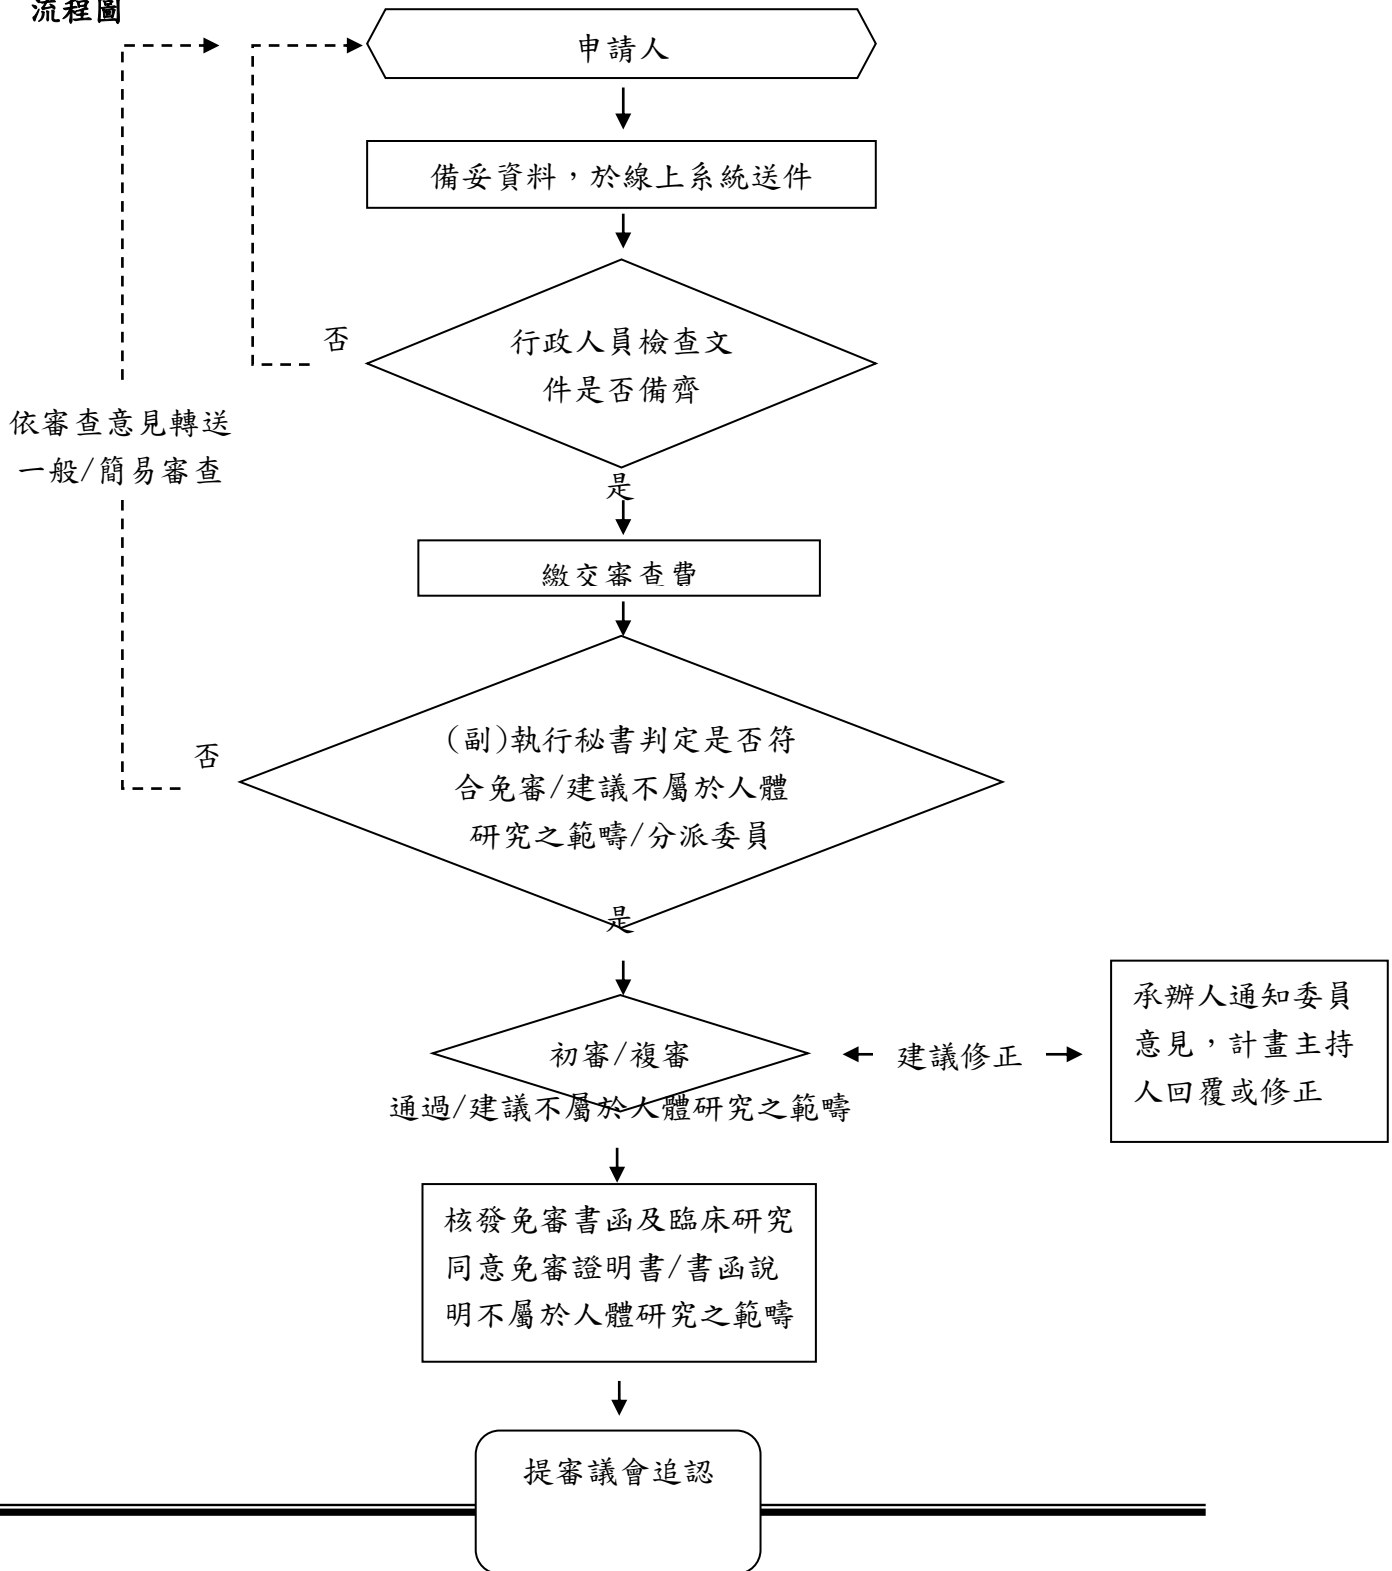 流程圖
申請人
備妥資料，於線上系統送件
否
行政人員檢查文
件是否備齊
依審查意見轉送
一般/簡易審查
是
繳交審查費
否
(副)執行秘書判定是否符
合免審/建議不屬於人體
研究之範疇/分派委員
是
初審/複審
建議修正
承辦人通知委員
意見，計畫主持
人回覆或修正
通過/建議不屬於人體研究之範疇
核發免審書函及臨床研究
同意免審證明書/書函說
明不屬於人體研究之範疇
提審議會追認